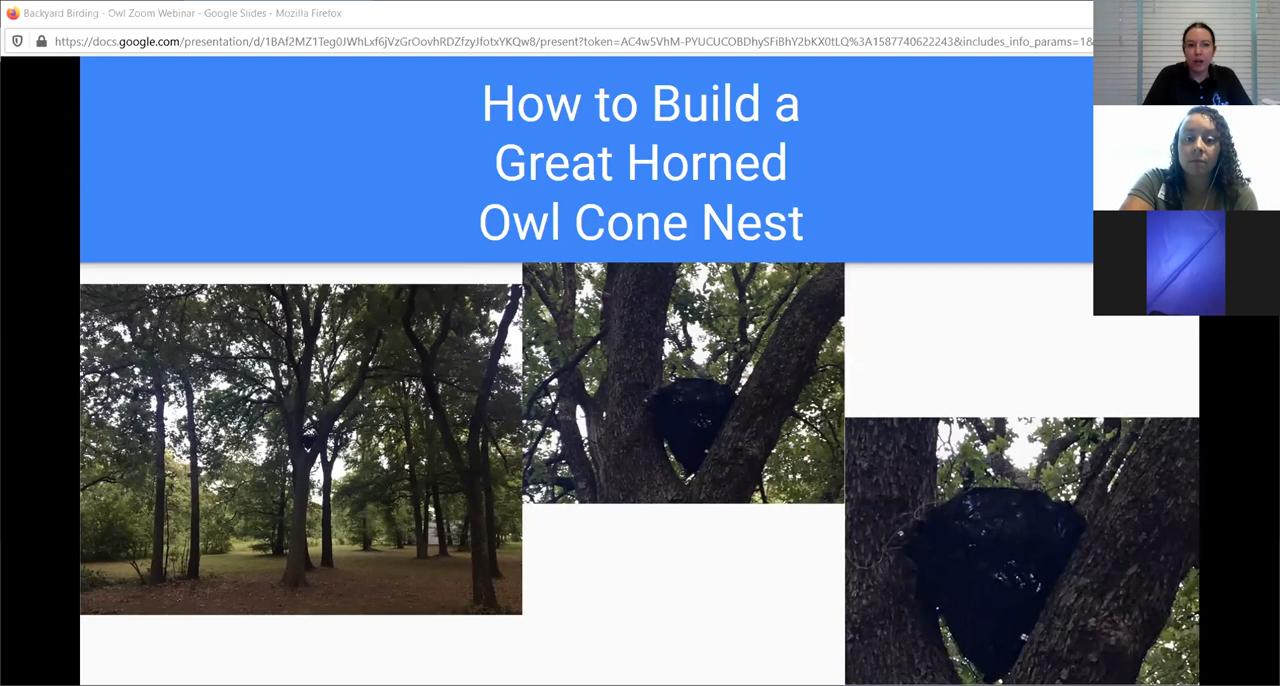 Backyard Birding - Owl Zoom Webinar - Google Slides - Mozilla Firefox
https://docs.google.com/presentation/d/1BAf2MZ1Teg0JWhLxf6jVzGrOovhRDZfzyJfotxYKQw8/present?token=AC4w5VhM-PYUCUCOBDhySFiBhY2bKX0tLQ%3A1587740622243&includes_info_params=1&
How to Build a
Great Horned
Owl Cone Nest